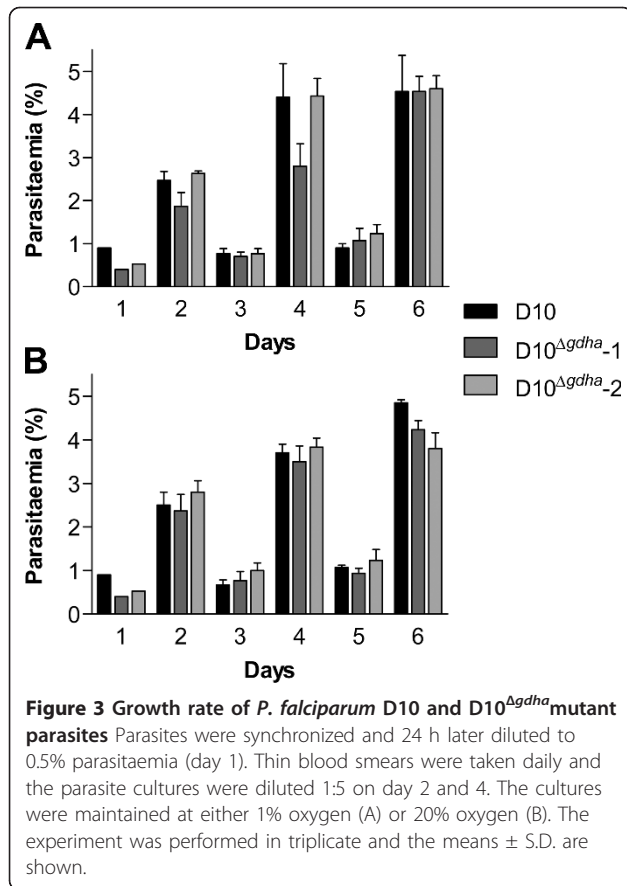 A
Parasitaemia (%)
5
4
3
2
1
0
1 2 3 4 5 6
Days
D10
D10Δgdha-1
D10Δgdha-2
B
Parasitaemia (%)
5
4
3
2
1
0
1 2 3 4 5 6
Days
Figure 3 Growth rate of P. falciparum D10 and D10Δgdha mutant
parasites Parasites were synchronized and 24 h later diluted to
0.5% parasitaemia (day 1). Thin blood smears were taken daily and
the parasite cultures were diluted 1:5 on day 2 and 4. The cultures
were maintained at either 1% oxygen (A) or 20% oxygen (B). The
experiment was performed in triplicate and the means ± S.D. are
shown.